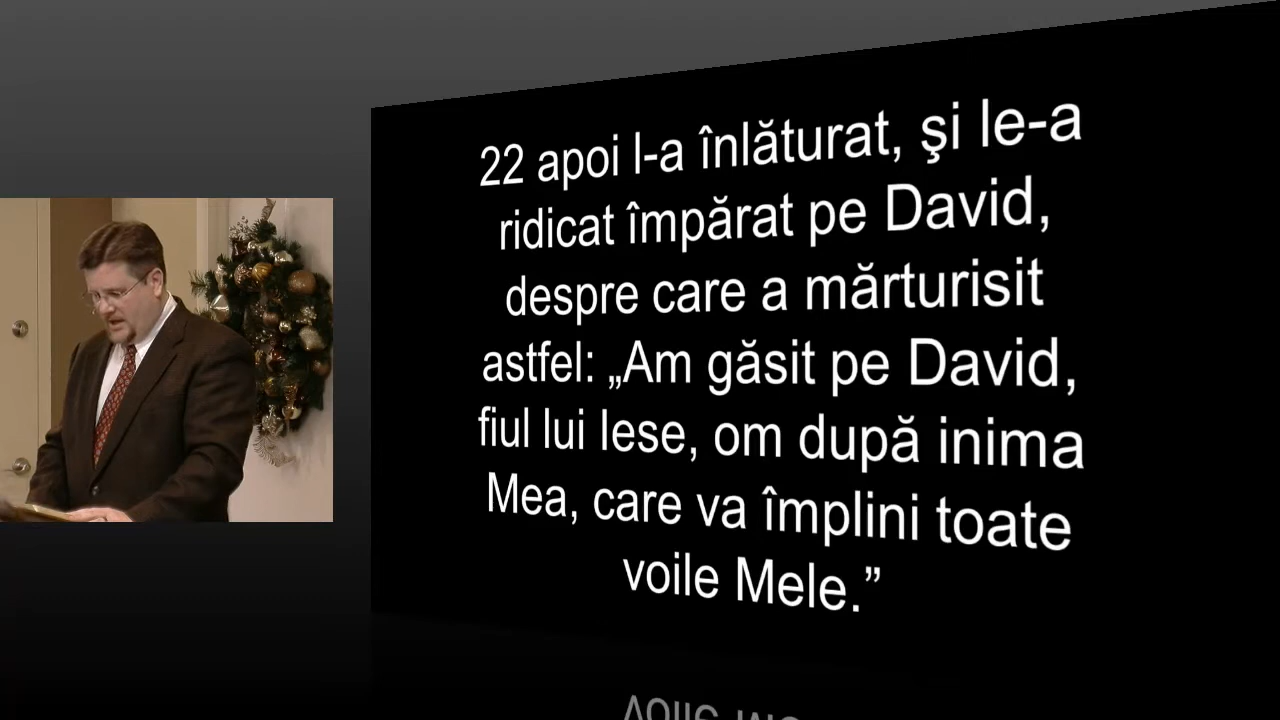 22 apoi l-a înlăturat, şi le-a
ridicat împărat pe David,
despre care a mărturisit
astfel: „Am găsit pe David,
fiul lui Iese, om după inima
Mea, care va împlini toate
voile Mele.”